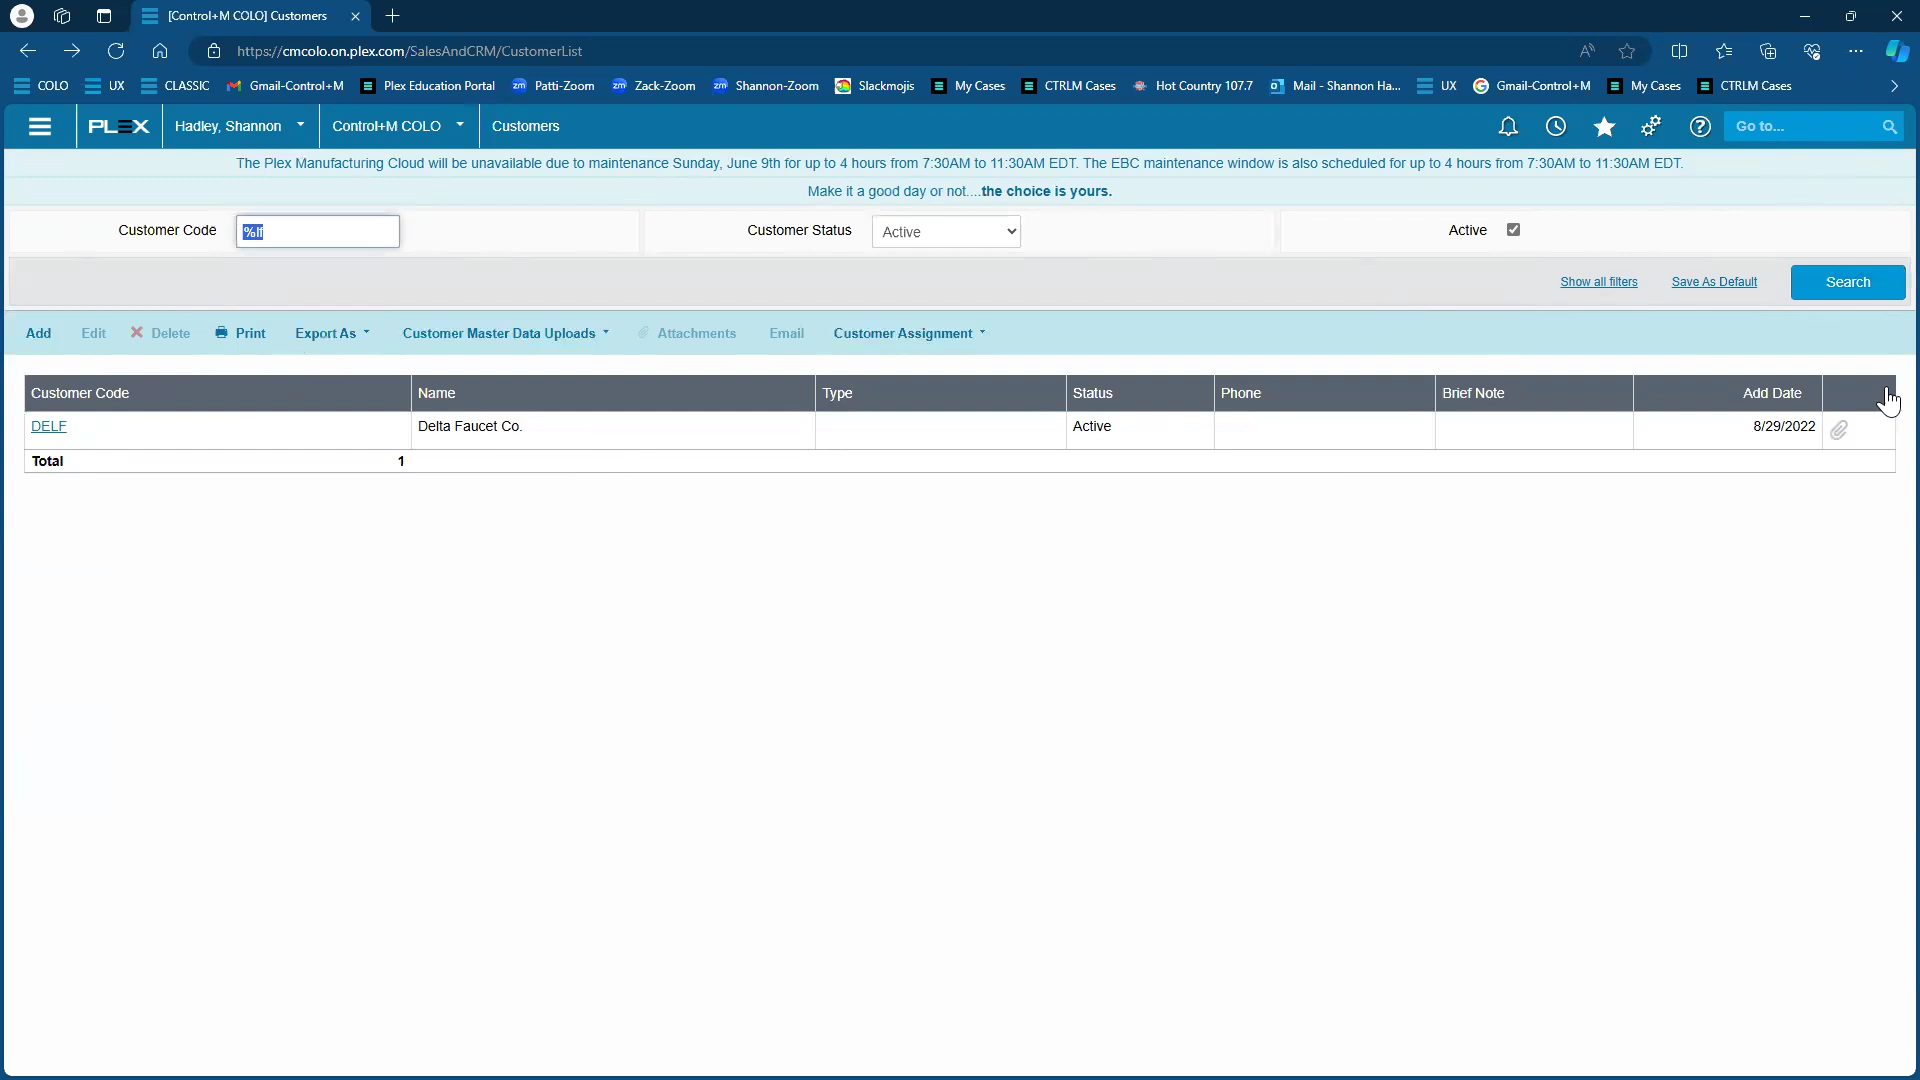 [Control+M COLO] Customers
https://cmcolo.on.plex.com/SalesAndCRM/CustomerList
COLO UX CLASSIC Gmail-Control+M Plex Education Portal Patti-Zoom Zack-Zoom Shannon-Zoom Slackmojis My Cases CTRLM Cases Hot Country 107.7 Mail - Shannon Ha... UX Gmail-Control+M My Cases CTRLM Cases
PLEX Hadley, Shannon Control+M COLO Customers Go to...
The Plex Manufacturing Cloud will be unavailable due to maintenance Sunday, June 9th for up to 4 hours from 7:30AM to 11:30AM EDT. The EBC maintenance window is also scheduled for up to 4 hours from 7:30AM to 11:30AM EDT.
Make it a good day or not....the choice is yours.
Customer Code %lf Customer Status Active Active
Show all filters Save As Default Search
Add Edit Delete Print Export As Customer Master Data Uploads Attachments Email Customer Assignment
Customer Code Name Type Status Phone Brief Note Add Date
DELF Delta Faucet Co. Active 8/29/2022
Total 1